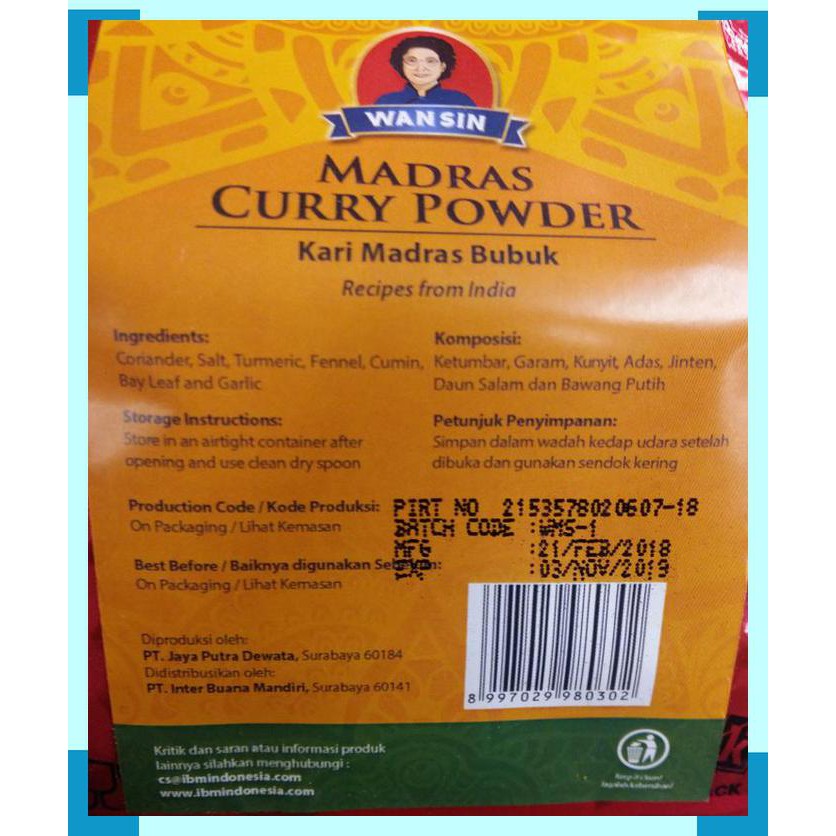 WAN SIN
MADRAS
CURRY POWDER
Kari Madras Bubuk
Recipes from India
Ingredients:
Coriander, Salt, Turmeric, Fennel, Cumin,
Bay Leaf and Garlic
Komposisi:
Ketumbar, Garam, Kunyit, Adas, Jinten,
Daun Salam dan Bawang Putih
Storage Instructions:
Store in an airtight container after
opening and use clean dry spoon
Petunjuk Penyimpanan:
Simpan dalam wadah kedap udara setelah
dibuka dan gunakan sendok kering
Production Code / Kode Produksi:
On Packaging / Lihat Kemasan
PIRT NO 2153578020607-18
BATCH CODE :WMS-1
MFG :21/FEB/2018
:03/NOV/2019
Best Before / Baiknya digunakan Sebelum:
On Packaging / Lihat Kemasan
Diproduksi oleh:
PT. Jaya Putra Dewata, Surabaya 60184
Didistribusikan oleh:
PT. Inter Buana Mandiri, Surabaya 60141
8 997029 980302
Kritik dan saran atau informasi produk
lainnya silahkan menghubungi :
cs@ibmindonesia.com
www.ibmindonesia.com
Keep it clean!
Jagalah kebersihan!